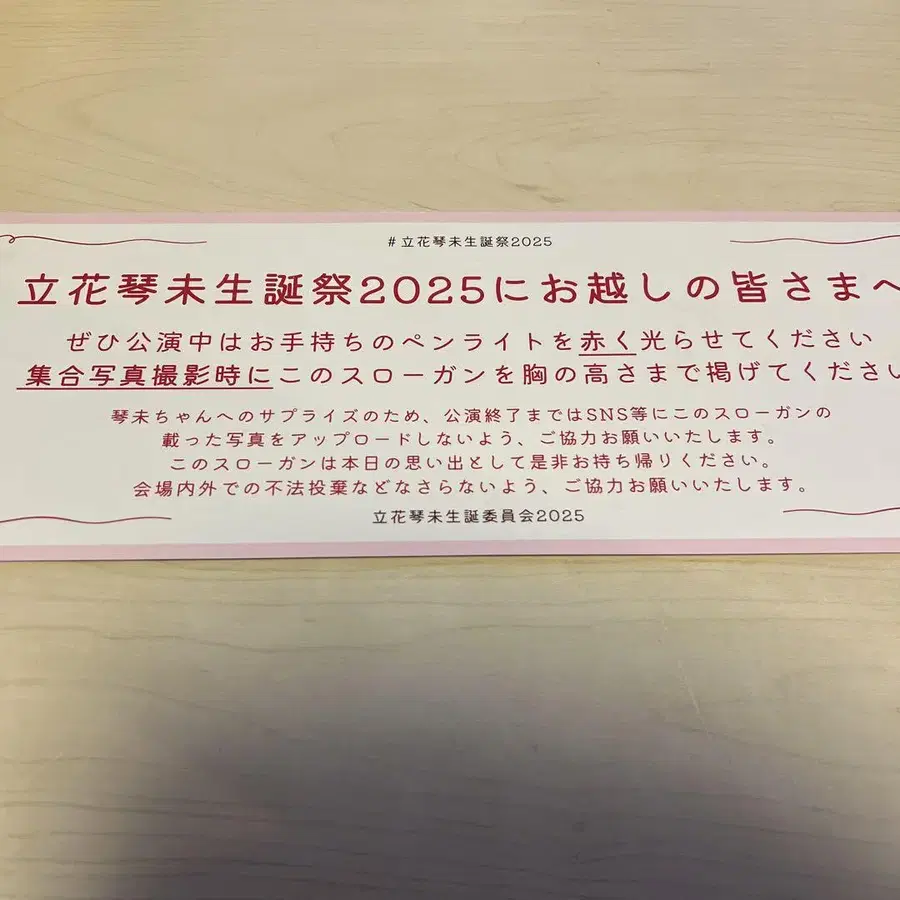 #立花琴未生誕祭2025
立花琴未生誕祭2025にお越しの皆さまへ
ぜひ公演中はお手持ちのペンライトを赤く光らせてください
集合写真撮影時にこのスローガンを胸の高さまで掲げてください
琴未ちゃんへのサプライズのため、公演終了まではSNS等にこのスローガンの
載った写真をアップロードしないよう、ご協力お願いいたします。
このスローガンは本日の思い出として是非お持ち帰りください。
会場内外での不法投棄などなさらないよう、ご協力お願いいたします。
立花琴未生誕委員会2025